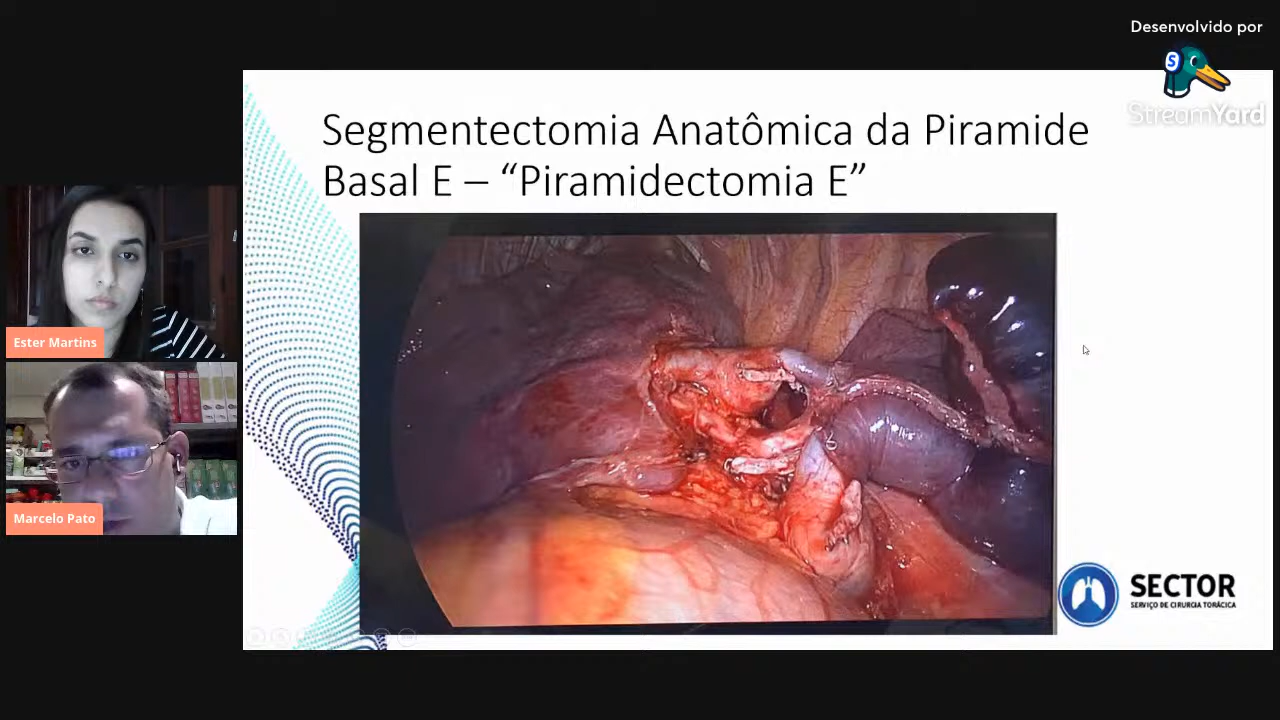 Desenvolvido por
StreamYard
Segmentectomia Anatômica da Piramide
Basal E – “Piramidectomia E”
Ester Martins
Marcelo Pato
SECTOR
SERVIÇO DE CIRURGIA TORÁCICA